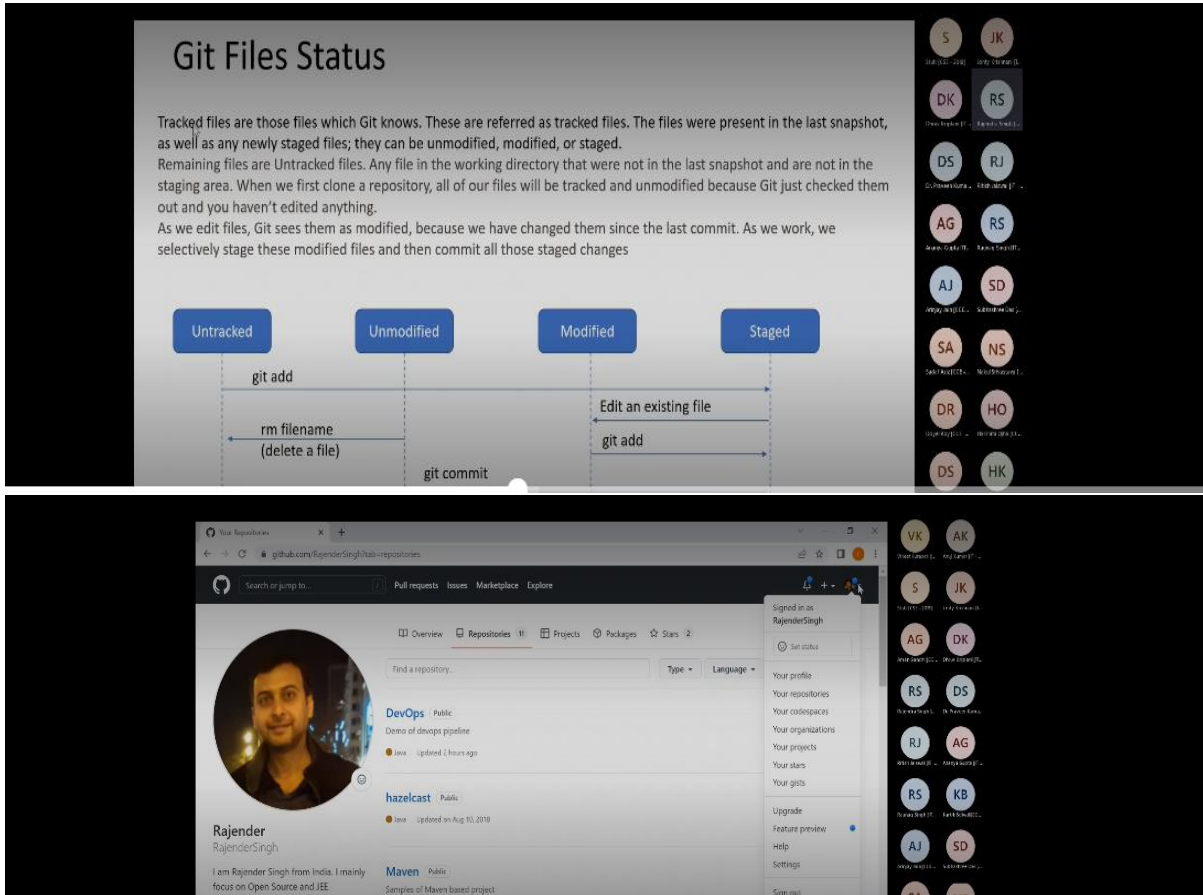 Git Files Status
Tracked files are those files which Git knows. These are referred as tracked files. The files were present in the last snapshot,
as well as any newly staged files; they can be unmodified, modified, or staged.
Remaining files are Untracked files. Any file in the working directory that were not in the last snapshot and are not in the
staging area. When we first clone a repository, all of our files will be tracked and unmodified because Git just checked them
out and you haven't edited anything.
As we edit files, Git sees them as modified, because we have changed them since the last commit. As we work, we
selectively stage these modified files and then commit all those staged changes
Untracked Unmodified Modified Staged
git add
Edit an existing file
rm filename
(delete a file)
git add
git commit
S JK
DK RS
DS RJ
AG RS
AJ SD
SA NS
DR HO
DS HK
Your Repositories
github.com/RajenderSingh?tab=repositories
Search or jump to...
Pull requests Issues Marketplace Explore
Signed in as
RajenderSingh
Set status
Your profile
Your repositories
Your codespaces
Your organizations
Your projects
Your stars
Your gists
Upgrade
Feature preview
Help
Settings
Sign out
Overview Repositories 11 Projects Packages Stars 2
Find a repository...
Type Language
DevOps Public
Demo of devops pipeline
Java Updated 2 hours ago
hazelcast Public
Java Updated on Aug 10, 2018
Maven Public
Samples of Maven based project
Rajender
RajenderSingh
I am Rajender Singh from India. I mainly
focus on Open Source and JEE
VK AK
S JK
AG DK
RS DS
RJ AG
RS KB
AJ SD